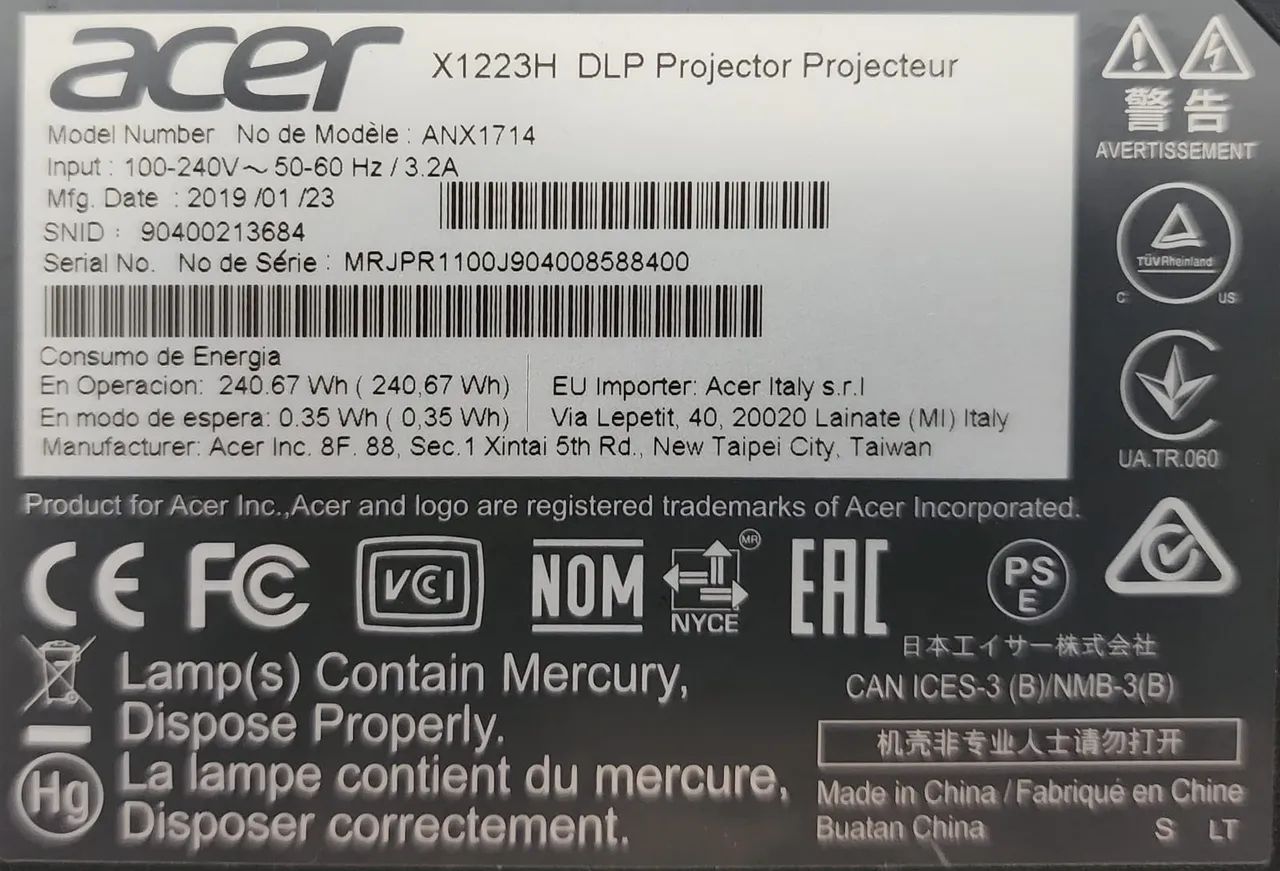 acer X1223H DLP Projector Projecteur
Model Number No de Modèle : ANX1714
Input : 100-240V～ 50-60 Hz / 3.2A
Mfg. Date : 2019 /01 /23
SNID : 90400213684
Serial No. No de Série : MRJPR1100J904008588400
Consumo de Energia
En Operacion: 240.67 Wh ( 240,67 Wh)
En modo de espera: 0.35 Wh ( 0,35 Wh)
EU Importer: Acer Italy s.r.l
Via Lepetit, 40, 20020 Lainate (MI) Italy
Manufacturer: Acer Inc. 8F. 88, Sec.1 Xintai 5th Rd., New Taipei City, Taiwan
警告
AVERTISSEMENT
TÜVRheinland
C US
UA.TR.060
Product for Acer Inc.,Acer and logo are registered trademarks of Acer Incorporated.
CE FC VCCI NOM MR NYCE EAC PSE
日本エイサー株式会社
CAN ICES-3 (B)/NMB-3(B)
机壳非专业人士请勿打开
Made in China / Fabriqué en Chine
Buatan China S LT
Lamp(s) Contain Mercury,
Dispose Properly.
Hg
La lampe contient du mercure,
Disposer correctement.